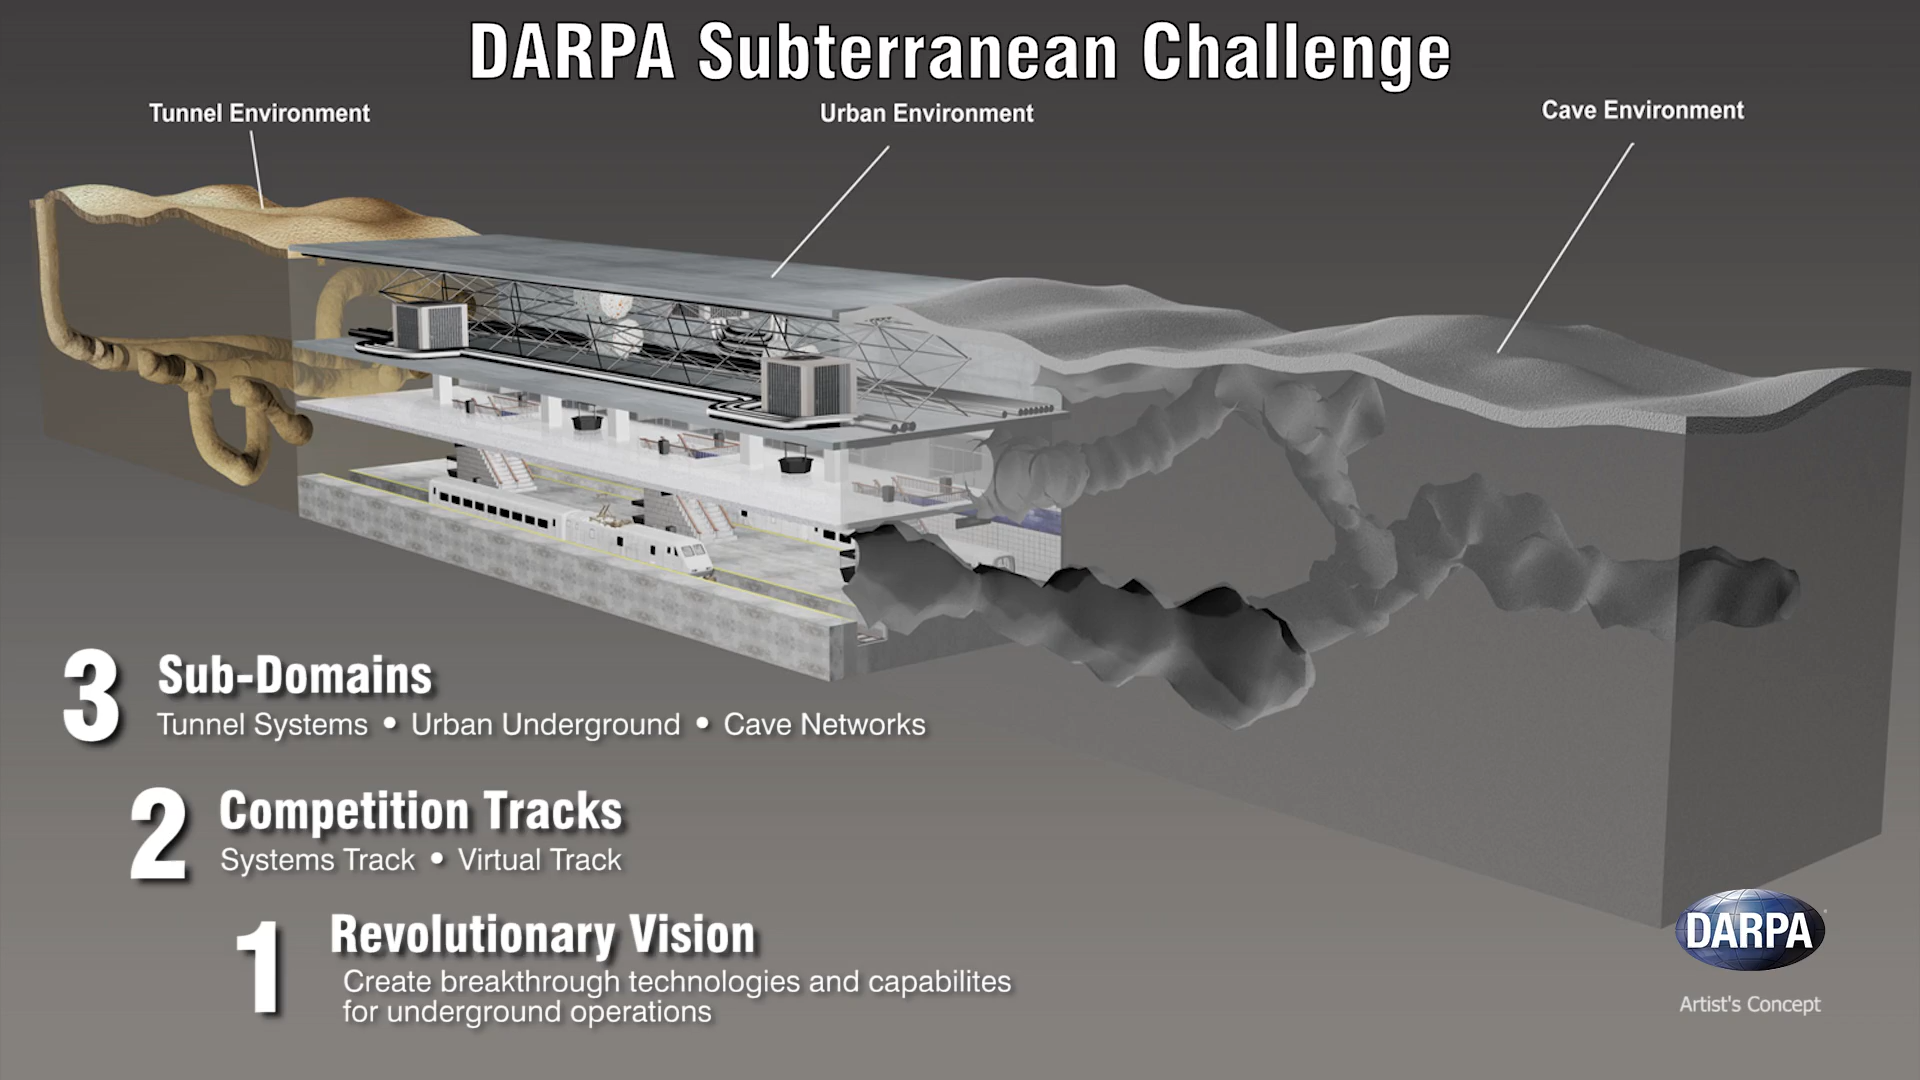 DARPA Subterranean Challenge
Tunnel Environment
Urban Environment
Cave Environment
3 Sub-Domains
Tunnel Systems • Urban Underground • Cave Networks
2 Competition Tracks
Systems Track • Virtual Track
1 Revolutionary Vision
Create breakthrough technologies and capabilites
for underground operations
DARPA
Artist's Concept